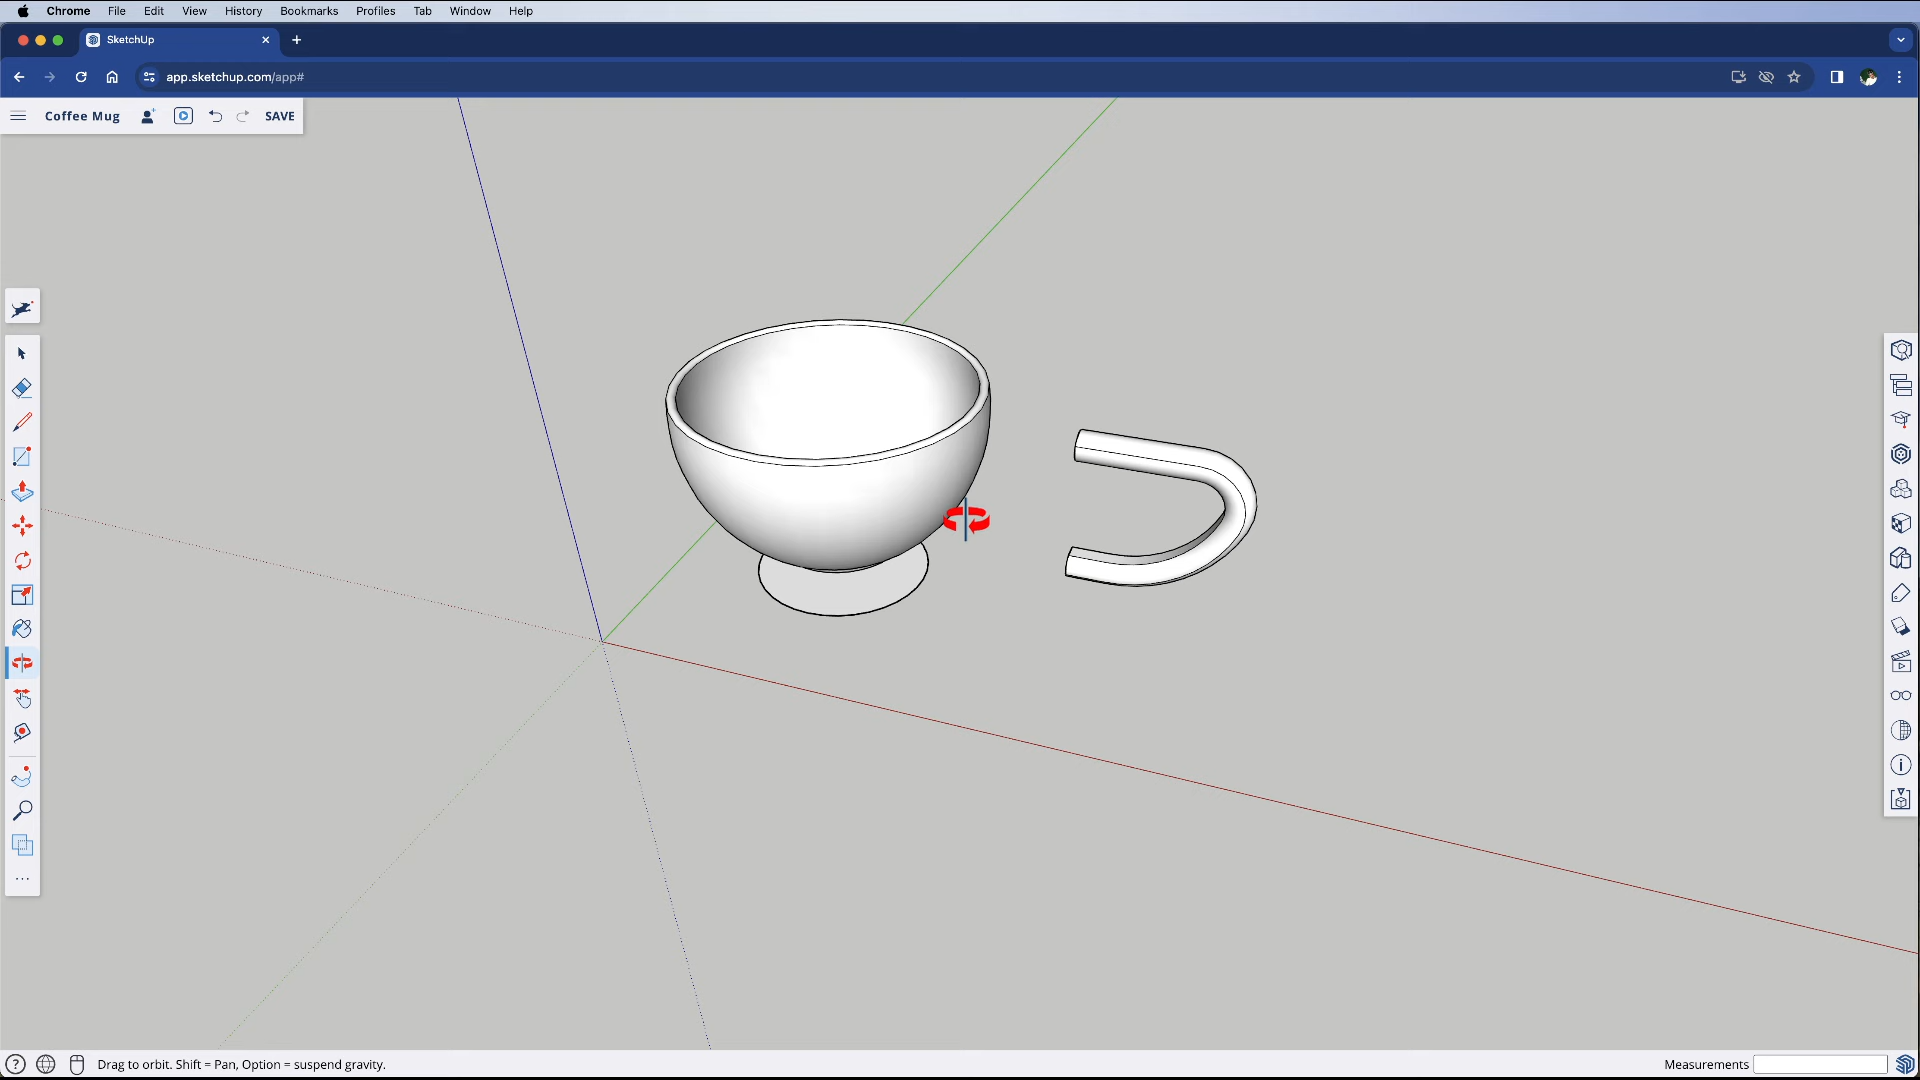 Chrome File Edit View History Bookmarks Profiles Tab Window Help
SketchUp
app.sketchup.com/app#
Coffee Mug SAVE
Drag to orbit. Shift = Pan, Option = suspend gravity.
Measurements